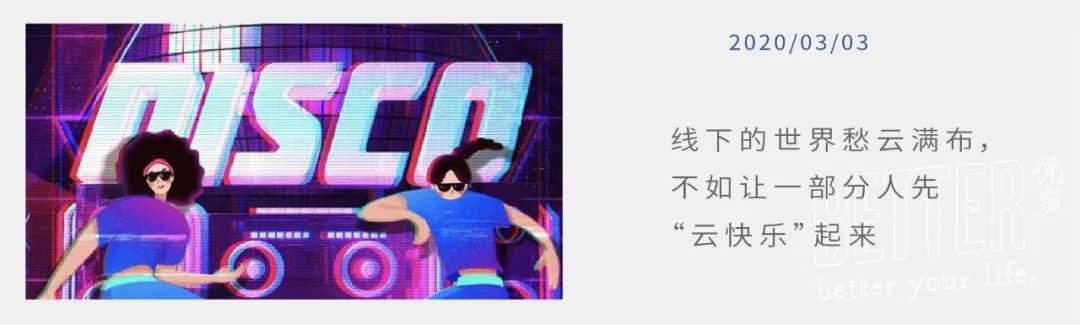 DISCO
2020/03/03
线下的世界愁云满布，
不如让一部分人先
“云快乐”起来
BETTER
优良
better your life.